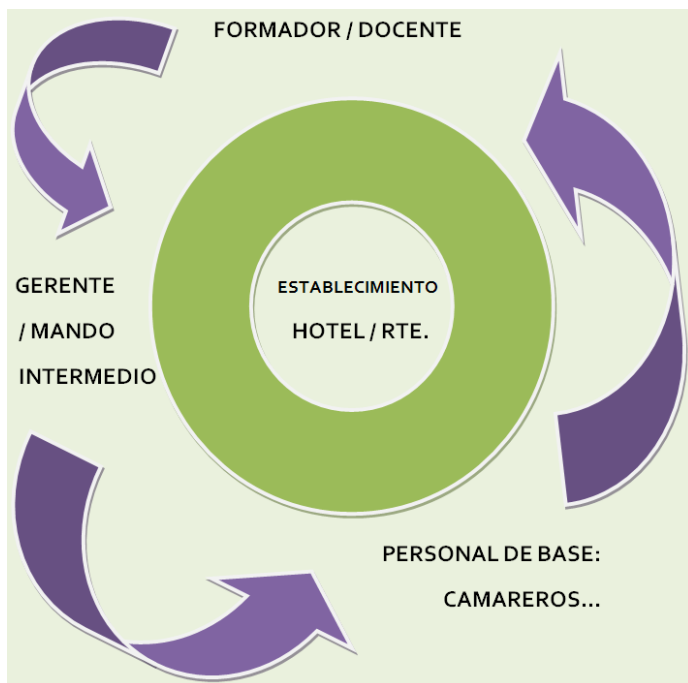 FORMADOR / DOCENTE
GERENTE
/ MANDO
INTERMEDIO
ESTABLECIMIENTO
HOTEL / RTE.
PERSONAL DE BASE:
CAMAREROS...